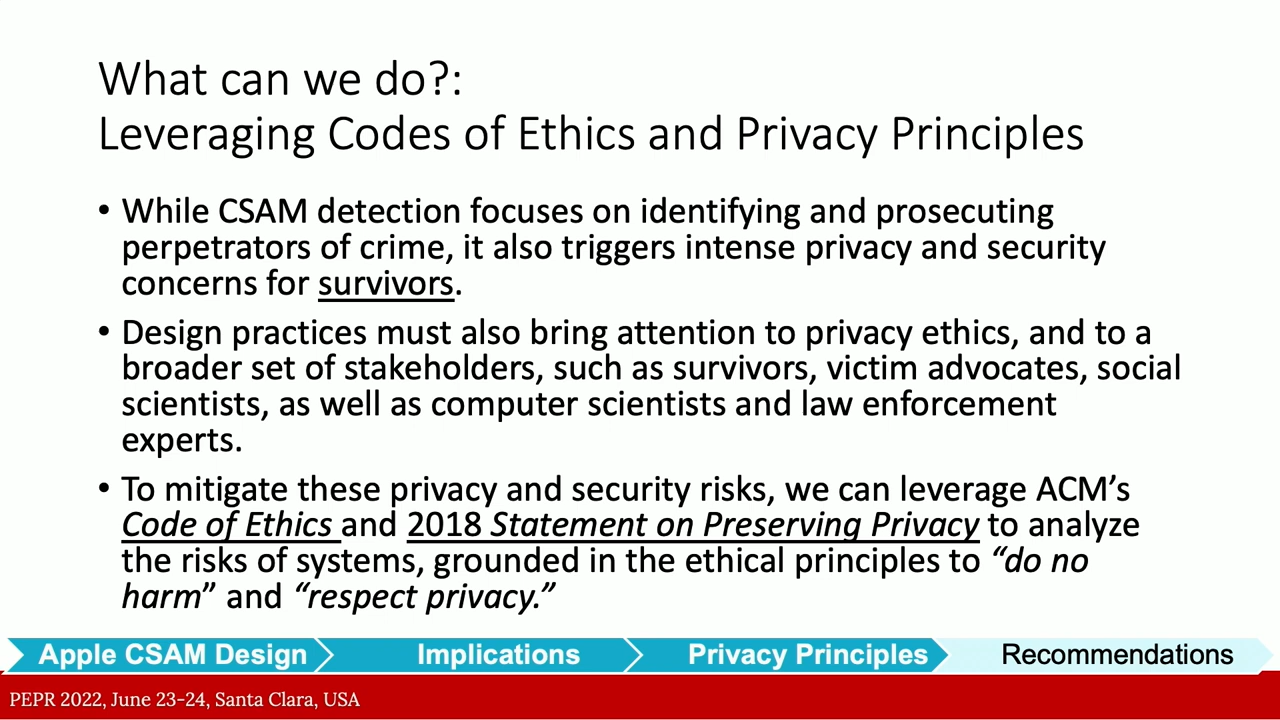 What can we do?:
Leveraging Codes of Ethics and Privacy Principles
• While CSAM detection focuses on identifying and prosecuting
perpetrators of crime, it also triggers intense privacy and security
concerns for survivors.
• Design practices must also bring attention to privacy ethics, and to a
broader set of stakeholders, such as survivors, victim advocates, social
scientists, as well as computer scientists and law enforcement
experts.
• To mitigate these privacy and security risks, we can leverage ACM’s
Code of Ethics and 2018 Statement on Preserving Privacy to analyze
the risks of systems, grounded in the ethical principles to “do no
harm” and “respect privacy.”
Apple CSAM Design Implications Privacy Principles Recommendations
PEPR 2022, June 23-24, Santa Clara, USA